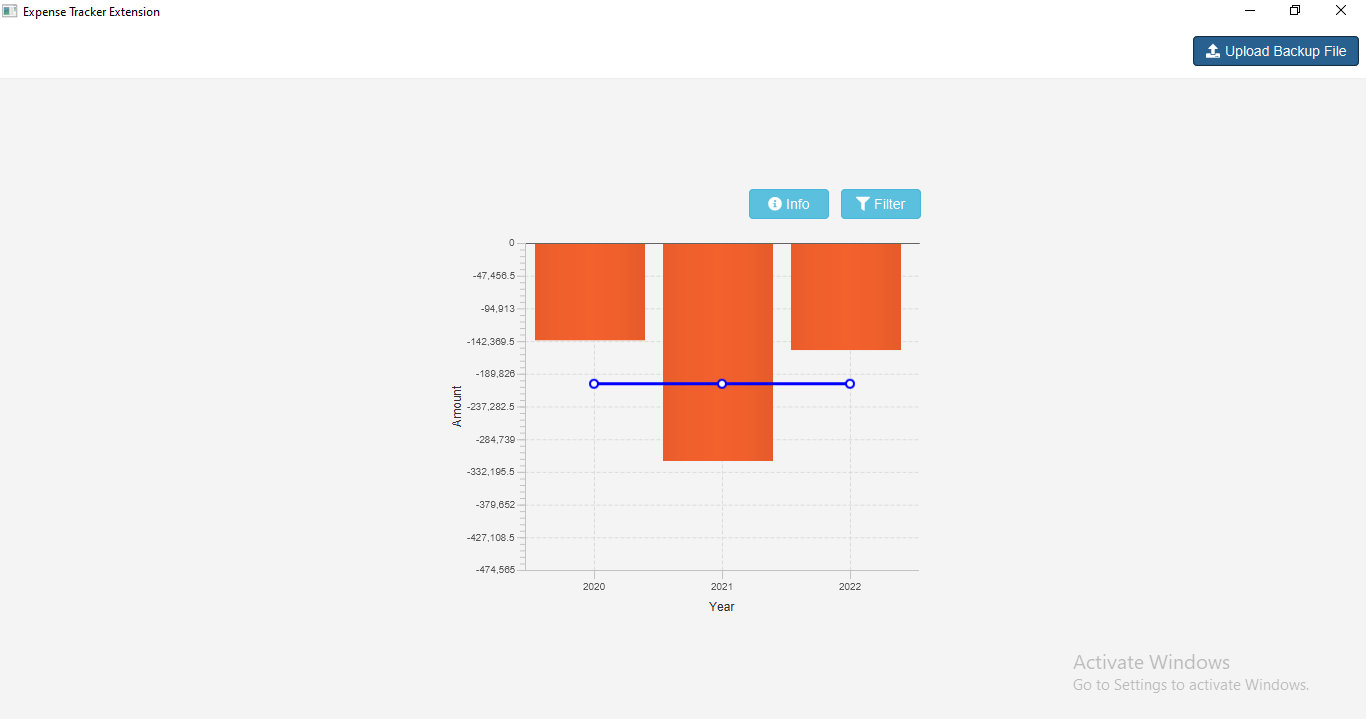 Expense Tracker Extension
Upload Backup File
Info
Filter
0
-47,456.5
-94,913
-142,369.5
-189,826
-237,282.5
-284,739
-332,195.5
-379,652
-427,108.5
-474,565
Amount
2020
2021
2022
Year
Activate Windows
Go to Settings to activate Windows.